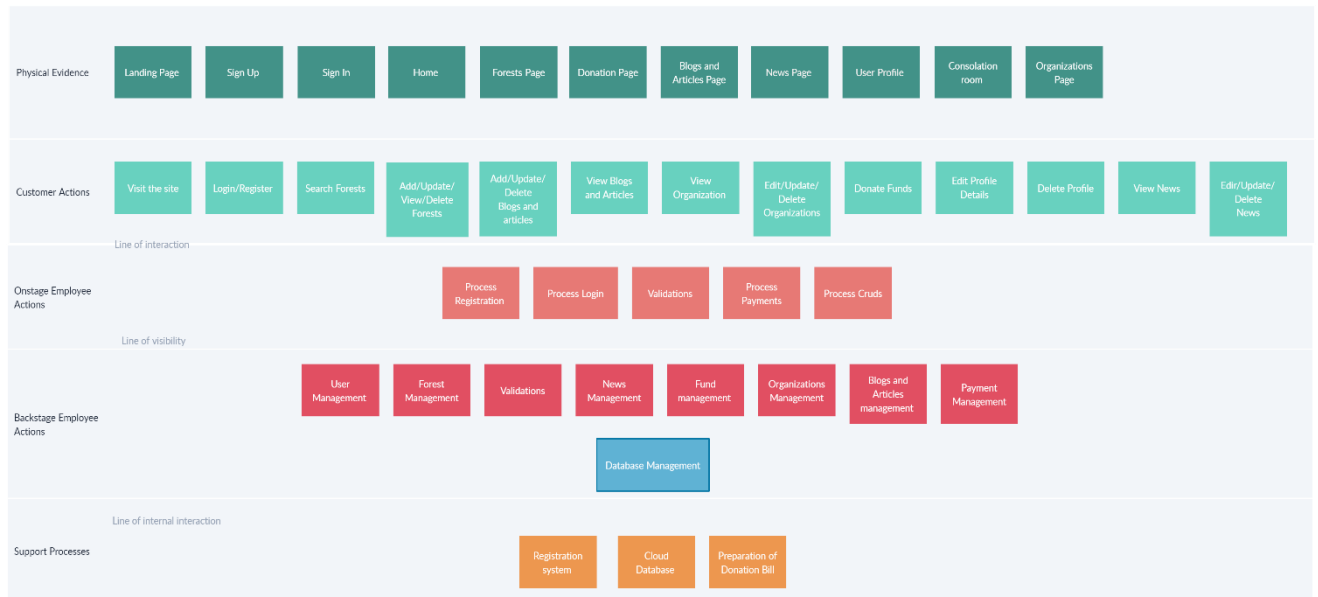 Physical Evidence
Landing Page
Sign Up
Sign In
Home
Forests Page
Donation Page
Blogs and
Articles Page
News Page
User Profile
Consolation
room
Organizations
Page
Customer Actions
Visit the site
Login/Register
Search Forests
Add/Update/
View/Delete
Forests
Add/Update/
Delete
Blogs and
articles
View Blogs
and Articles
View
Organization
Edit/Update/
Delete
Organizations
Donate Funds
Edit Profile
Details
Delete Profile
View News
Edir/Update/
Delete
News
Line of interaction
Onstage Employee
Actions
Process
Registration
Process Login
Validations
Process
Payments
Process Cruds
Line of visibility
Backstage Employee
Actions
User
Management
Forest
Management
Validations
News
Management
Fund
management
Organizations
Management
Blogs and
Articles
management
Payment
Management
Database Management
Line of internal interaction
Support Processes
Registration
system
Cloud
Database
Preparation of
Donation Bill